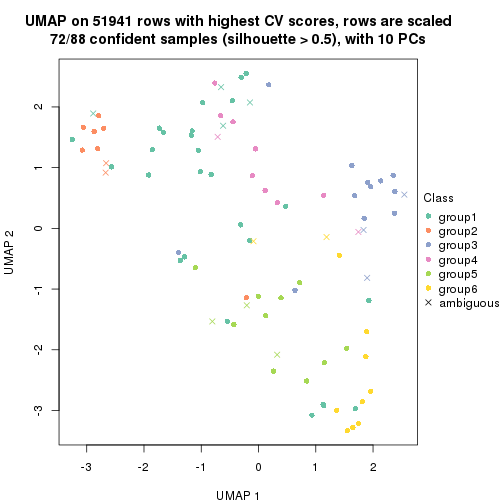 UMAP on 51941 rows with highest CV scores, rows are scaled
72/88 confident samples (silhouette > 0.5), with 10 PCs
UMAP 2
2
1
0
-1
-2
-3
-3
-2
-1
0
1
2
UMAP 1
Class
group1
group2
group3
group4
group5
group6
ambiguous